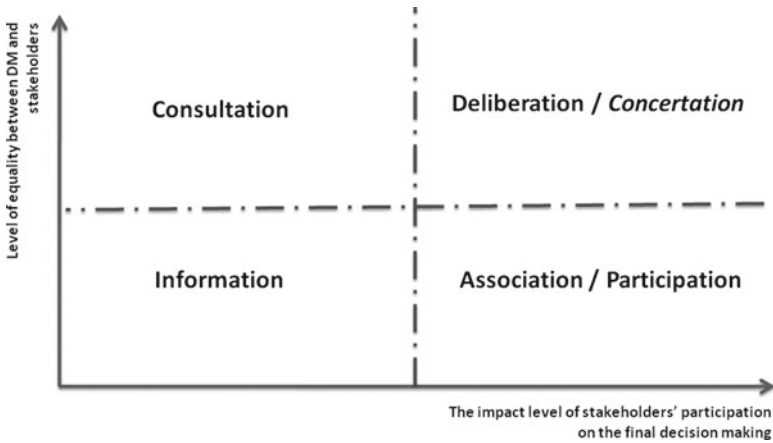 Level of equality between DM and
stakeholders
Consultation
Deliberation / Concertation
Information
Association / Participation
The impact level of stakeholders’ participation
on the final decision making